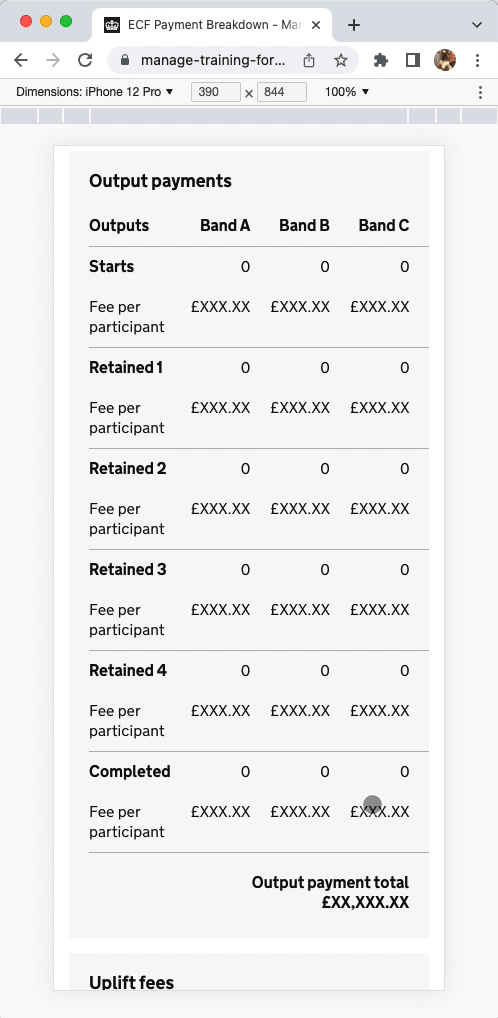 ECF Payment Breakdown - Mar
manage-training-for...
Dimensions: iPhone 12 Pro ▼ 390 × 844 100% ▼
Output payments
Outputs Band A Band B Band C
Starts 0 0 0
Fee per £XXX.XX £XXX.XX £XXX.XX
participant
Retained 1 0 0 0
Fee per £XXX.XX £XXX.XX £XXX.XX
participant
Retained 2 0 0 0
Fee per £XXX.XX £XXX.XX £XXX.XX
participant
Retained 3 0 0 0
Fee per £XXX.XX £XXX.XX £XXX.XX
participant
Retained 4 0 0 0
Fee per £XXX.XX £XXX.XX £XXX.XX
participant
Completed 0 0 0
Fee per £XXX.XX £XXX.XX £XXX.XX
participant
Output payment total
£XX,XXX.XX
Uplift fees